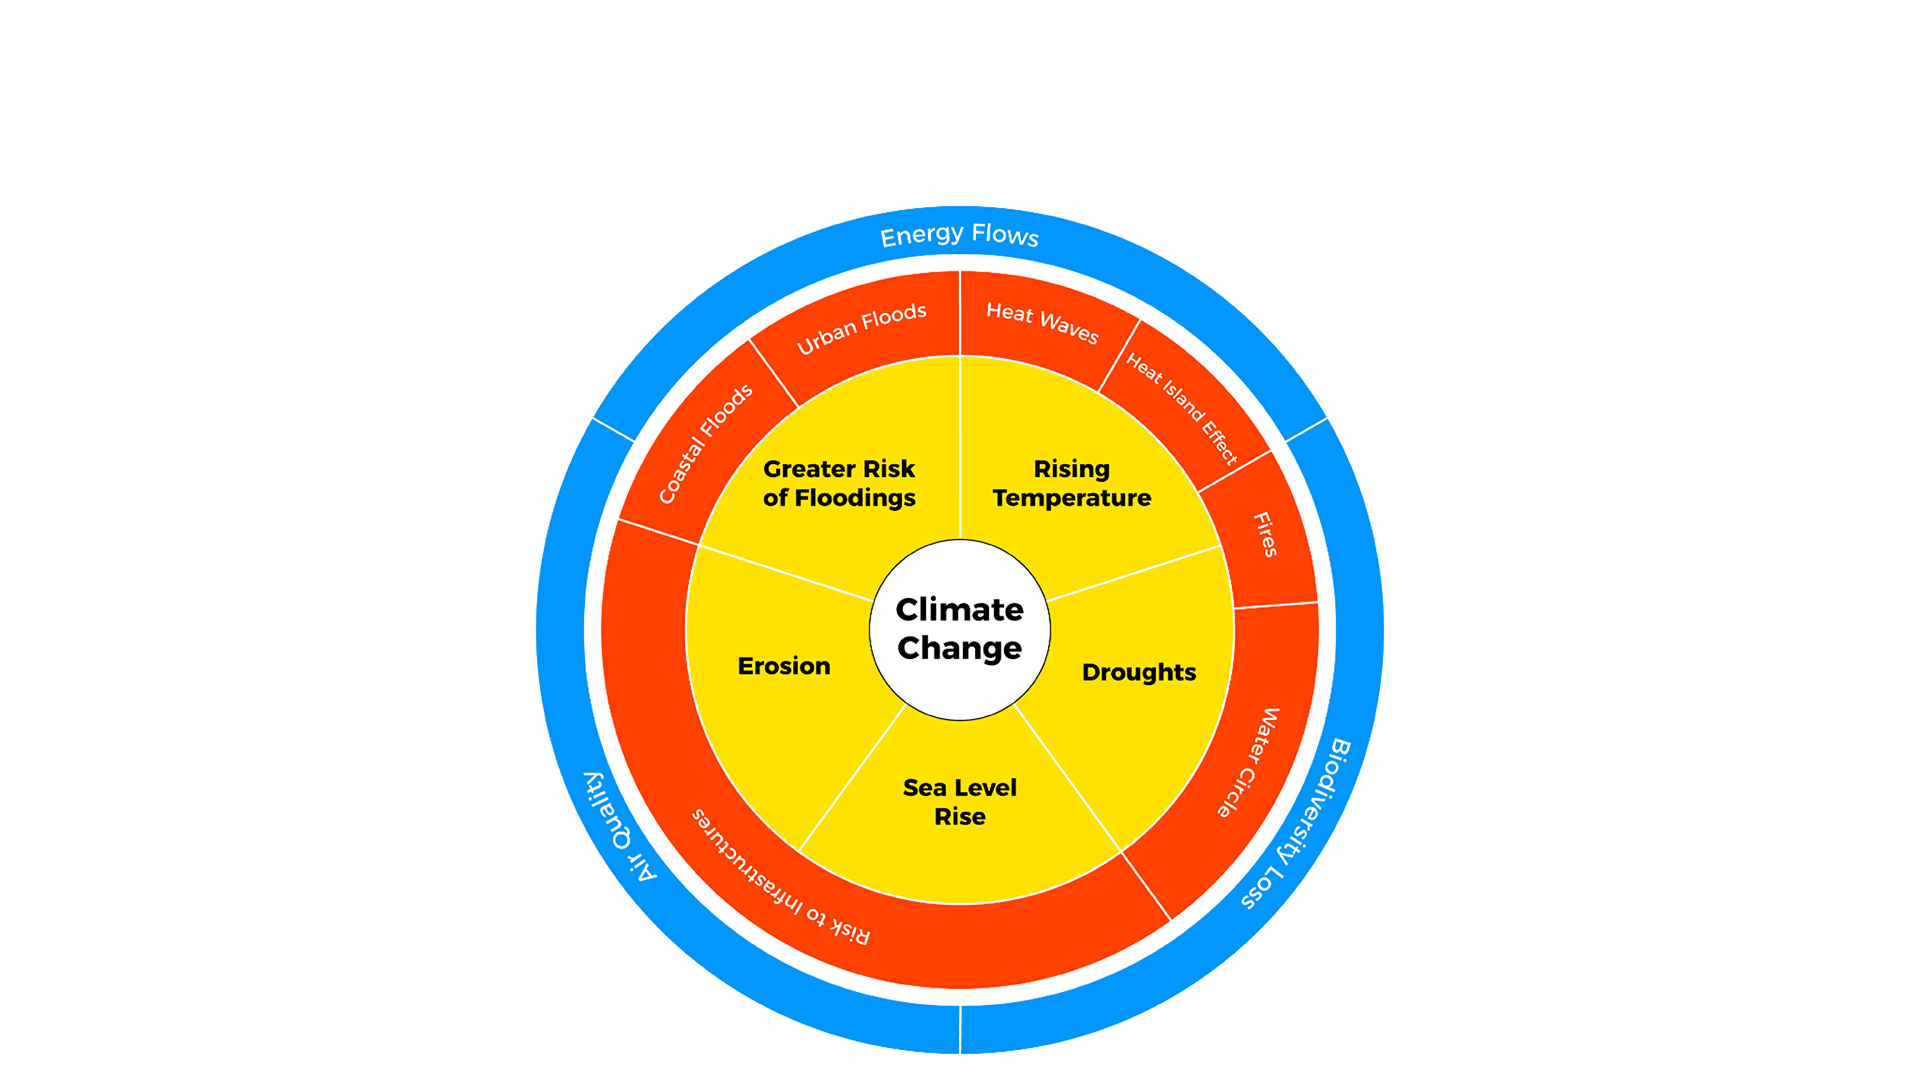 Energy Flows
Urban Floods
Heat Waves
Coastal Floods
Heat Island Effect
Greater Risk
of Floodings
Rising
Temperature
Fires
Climate
Change
Erosion
Droughts
Water Circle
Sea Level
Rise
Risk to Infrastructures
Air Quality
Biodiversity Loss